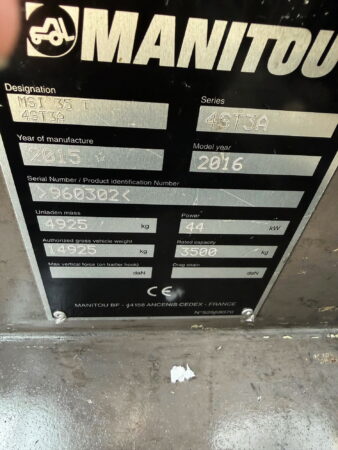 MANITOU
Designation
Series
MSI 35 T
4ST3A
4ST3A
Year of manufacture
Model year
2015
2016
Serial Number / Product Identification Number
>960302<
Unladen mass
Power
4925 kg
44 kW
Authorized gross vehicle weight
Rated capacity
4925 kg
3500 kg
Max vertical force (on trailer hook)
Drag strain
daN
daN
CE
MANITOU BF - 44158 ANCENIS CEDEX - FRANCE